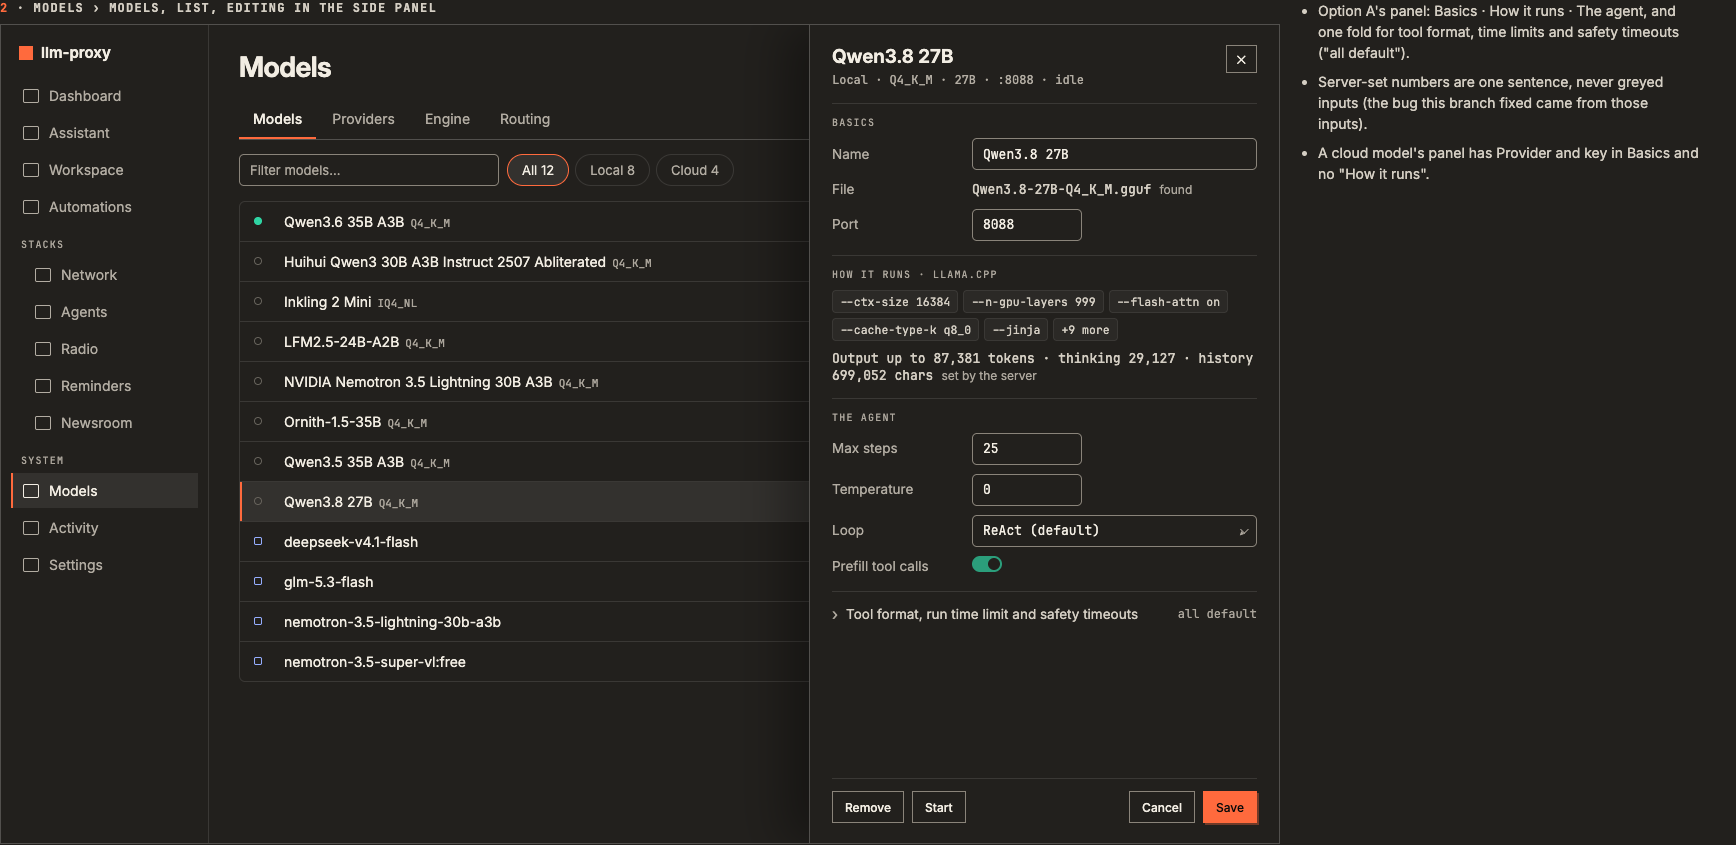 2 · MODELS › MODELS, LIST, EDITING IN THE SIDE PANEL
llm-proxy
Dashboard
Assistant
Workspace
Automations
STACKS
Network
Agents
Radio
Reminders
Newsroom
SYSTEM
Models
Activity
Settings
Models
Models Providers Engine Routing
Filter models... All 12 Local 8 Cloud 4
Qwen3.6 35B A3B Q4_K_M
Huihui Qwen3 30B A3B Instruct 2507 Abliterated Q4_K_M
Inkling 2 Mini IQ4_NL
LFM2.5-24B-A2B Q4_K_M
NVIDIA Nemotron 3.5 Lightning 30B A3B Q4_K_M
Ornith-1.5-35B Q4_K_M
Qwen3.5 35B A3B Q4_K_M
Qwen3.8 27B Q4_K_M
deepseek-v4.1-flash
glm-5.3-flash
nemotron-3.5-lightning-30b-a3b
nemotron-3.5-super-vl:free
Qwen3.8 27B
Local · Q4_K_M · 27B · :8088 · idle
BASICS
Name Qwen3.8 27B
File Qwen3.8-27B-Q4_K_M.gguf found
Port 8088
HOW IT RUNS · LLAMA.CPP
--ctx-size 16384 --n-gpu-layers 999 --flash-attn on
--cache-type-k q8_0 --jinja +9 more
Output up to 87,381 tokens · thinking 29,127 · history
699,052 chars set by the server
THE AGENT
Max steps 25
Temperature 0
Loop ReAct (default)
Prefill tool calls
› Tool format, run time limit and safety timeouts all default
Remove Start Cancel Save
• Option A's panel: Basics · How it runs · The agent, and
one fold for tool format, time limits and safety timeouts
("all default").
• Server-set numbers are one sentence, never greyed
inputs (the bug this branch fixed came from those
inputs).
• A cloud model's panel has Provider and key in Basics and
no "How it runs".